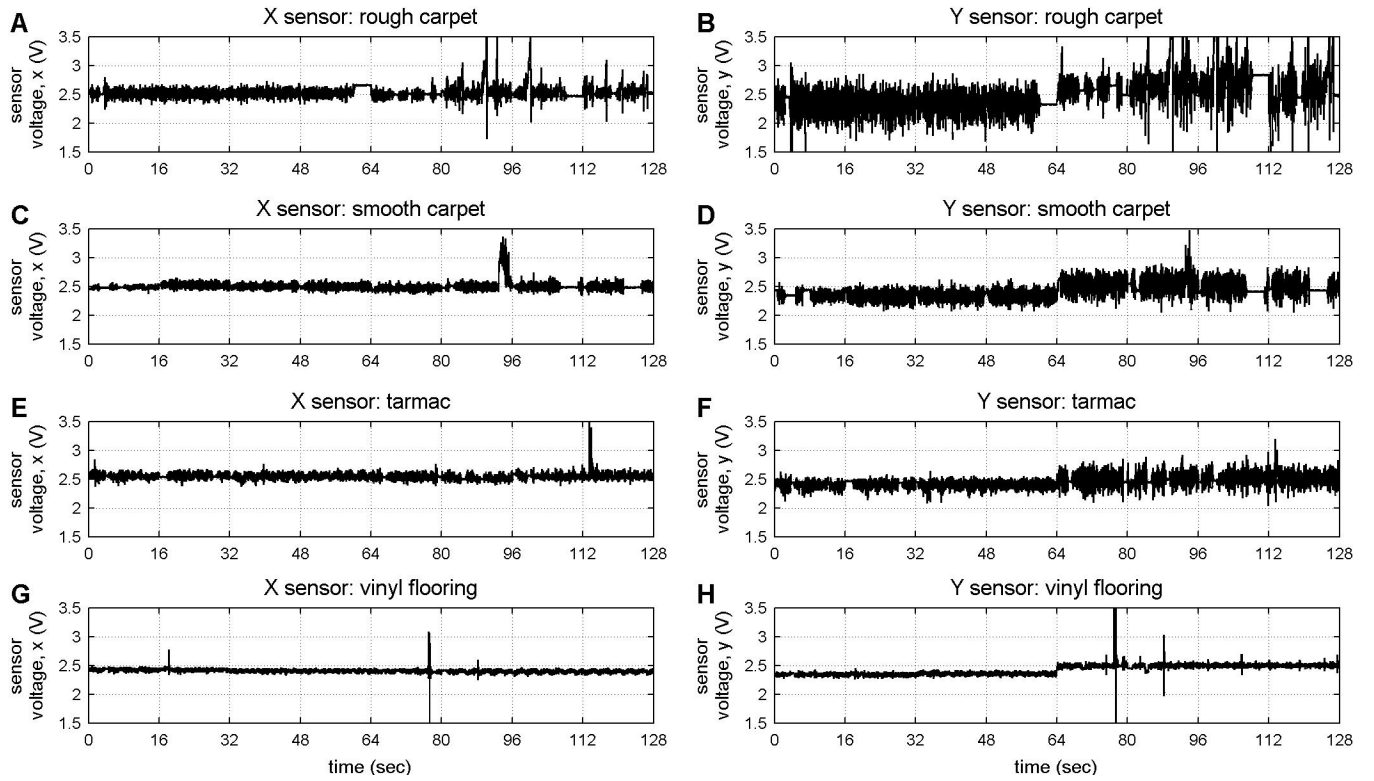 A X sensor: rough carpet
sensor
voltage, x (V)
3.5
3
2.5
2
1.5
0 16 32 48 64 80 96 112 128
B Y sensor: rough carpet
sensor
voltage, y (V)
3.5
3
2.5
2
1.5
0 16 32 48 64 80 96 112 128
C X sensor: smooth carpet
sensor
voltage, x (V)
3.5
3
2.5
2
1.5
0 16 32 48 64 80 96 112 128
D Y sensor: smooth carpet
sensor
voltage, y (V)
3.5
3
2.5
2
1.5
0 16 32 48 64 80 96 112 128
E X sensor: tarmac
sensor
voltage, x (V)
3.5
3
2.5
2
1.5
0 16 32 48 64 80 96 112 128
F Y sensor: tarmac
sensor
voltage, y (V)
3.5
3
2.5
2
1.5
0 16 32 48 64 80 96 112 128
G X sensor: vinyl flooring
sensor
voltage, x (V)
3.5
3
2.5
2
1.5
0 16 32 48 64 80 96 112 128
time (sec)
H Y sensor: vinyl flooring
sensor
voltage, y (V)
3.5
3
2.5
2
1.5
0 16 32 48 64 80 96 112 128
time (sec)